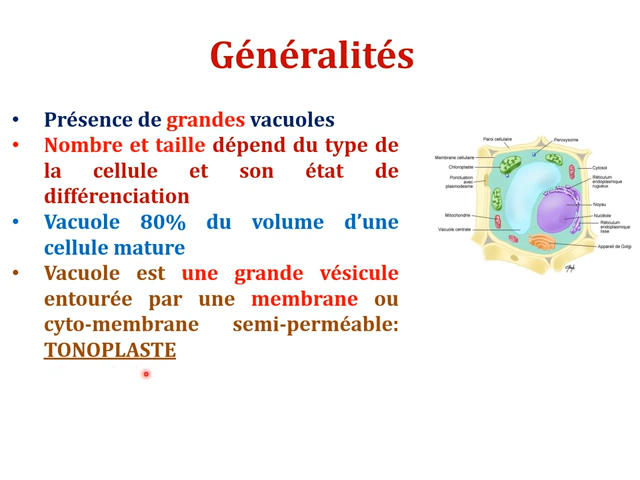 Généralités
• Présence de grandes vacuoles
• Nombre et taille dépend du type de
la cellule et son état de
différenciation
• Vacuole 80% du volume d’une
cellule mature
• Vacuole est une grande vésicule
entourée par une membrane ou
cyto-membrane semi-perméable:
TONOPLASTE
Paroi cellulaire
Peroxysome
Membrane cellulaire
Chloroplaste
Ponctuation
avec
plasmodesme
Mitochondrie
Vacuole centrale
Cytosol
Réticulum
endoplasmique
rugueux
Noyau
Nucléole
Réticulum
endoplasmique
lisse
Appareil de Golgi